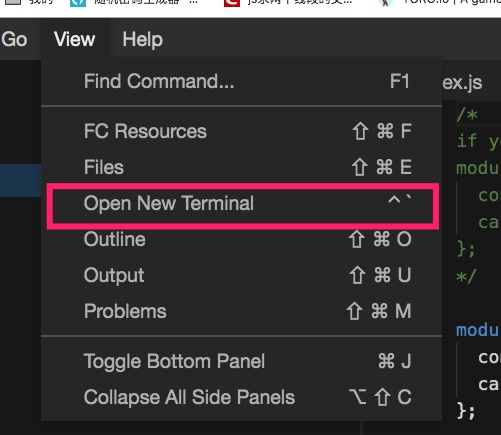 Go View Help
Find Command... F1
ex.js
FC Resources ⇧ ⌘ F
Files ⇧ ⌘ E
Open New Terminal ^ `
Outline ⇧ ⌘ O
Output ⇧ ⌘ U
Problems ⇧ ⌘ M
Toggle Bottom Panel ⌘ J
Collapse All Side Panels ⌥ ⇧ C
/*
if y
modu
co
ca
};
*/
modu
co
ca
};